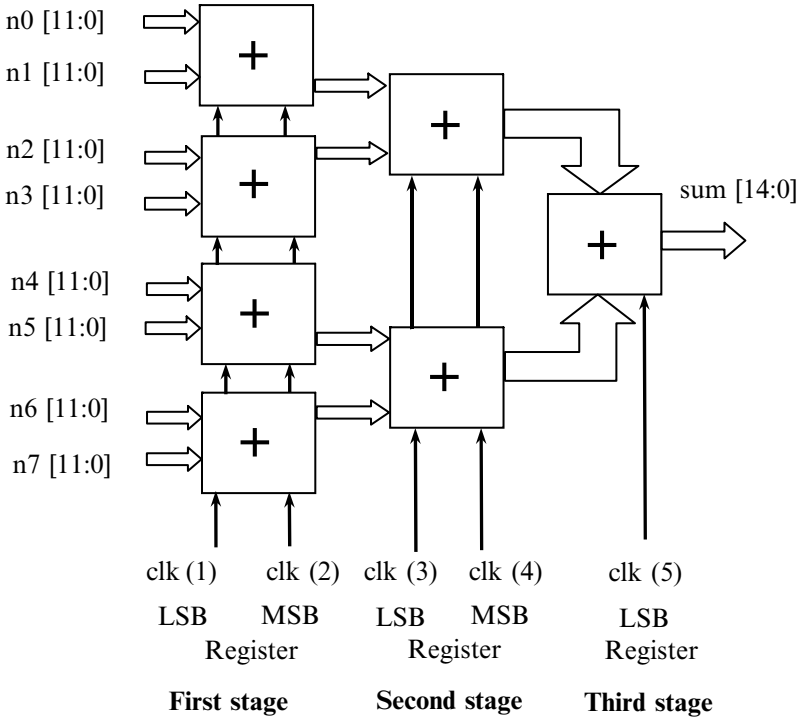 n0 [11:0]
n1 [11:0]
n2 [11:0]
n3 [11:0]
n4 [11:0]
n5 [11:0]
n6 [11:0]
n7 [11:0]
+
+
+
+
+
+
+
sum [14:0]
clk (1) clk (2) clk (3) clk (4) clk (5)
LSB MSB LSB MSB LSB
Register Register Register
First stage Second stage Third stage